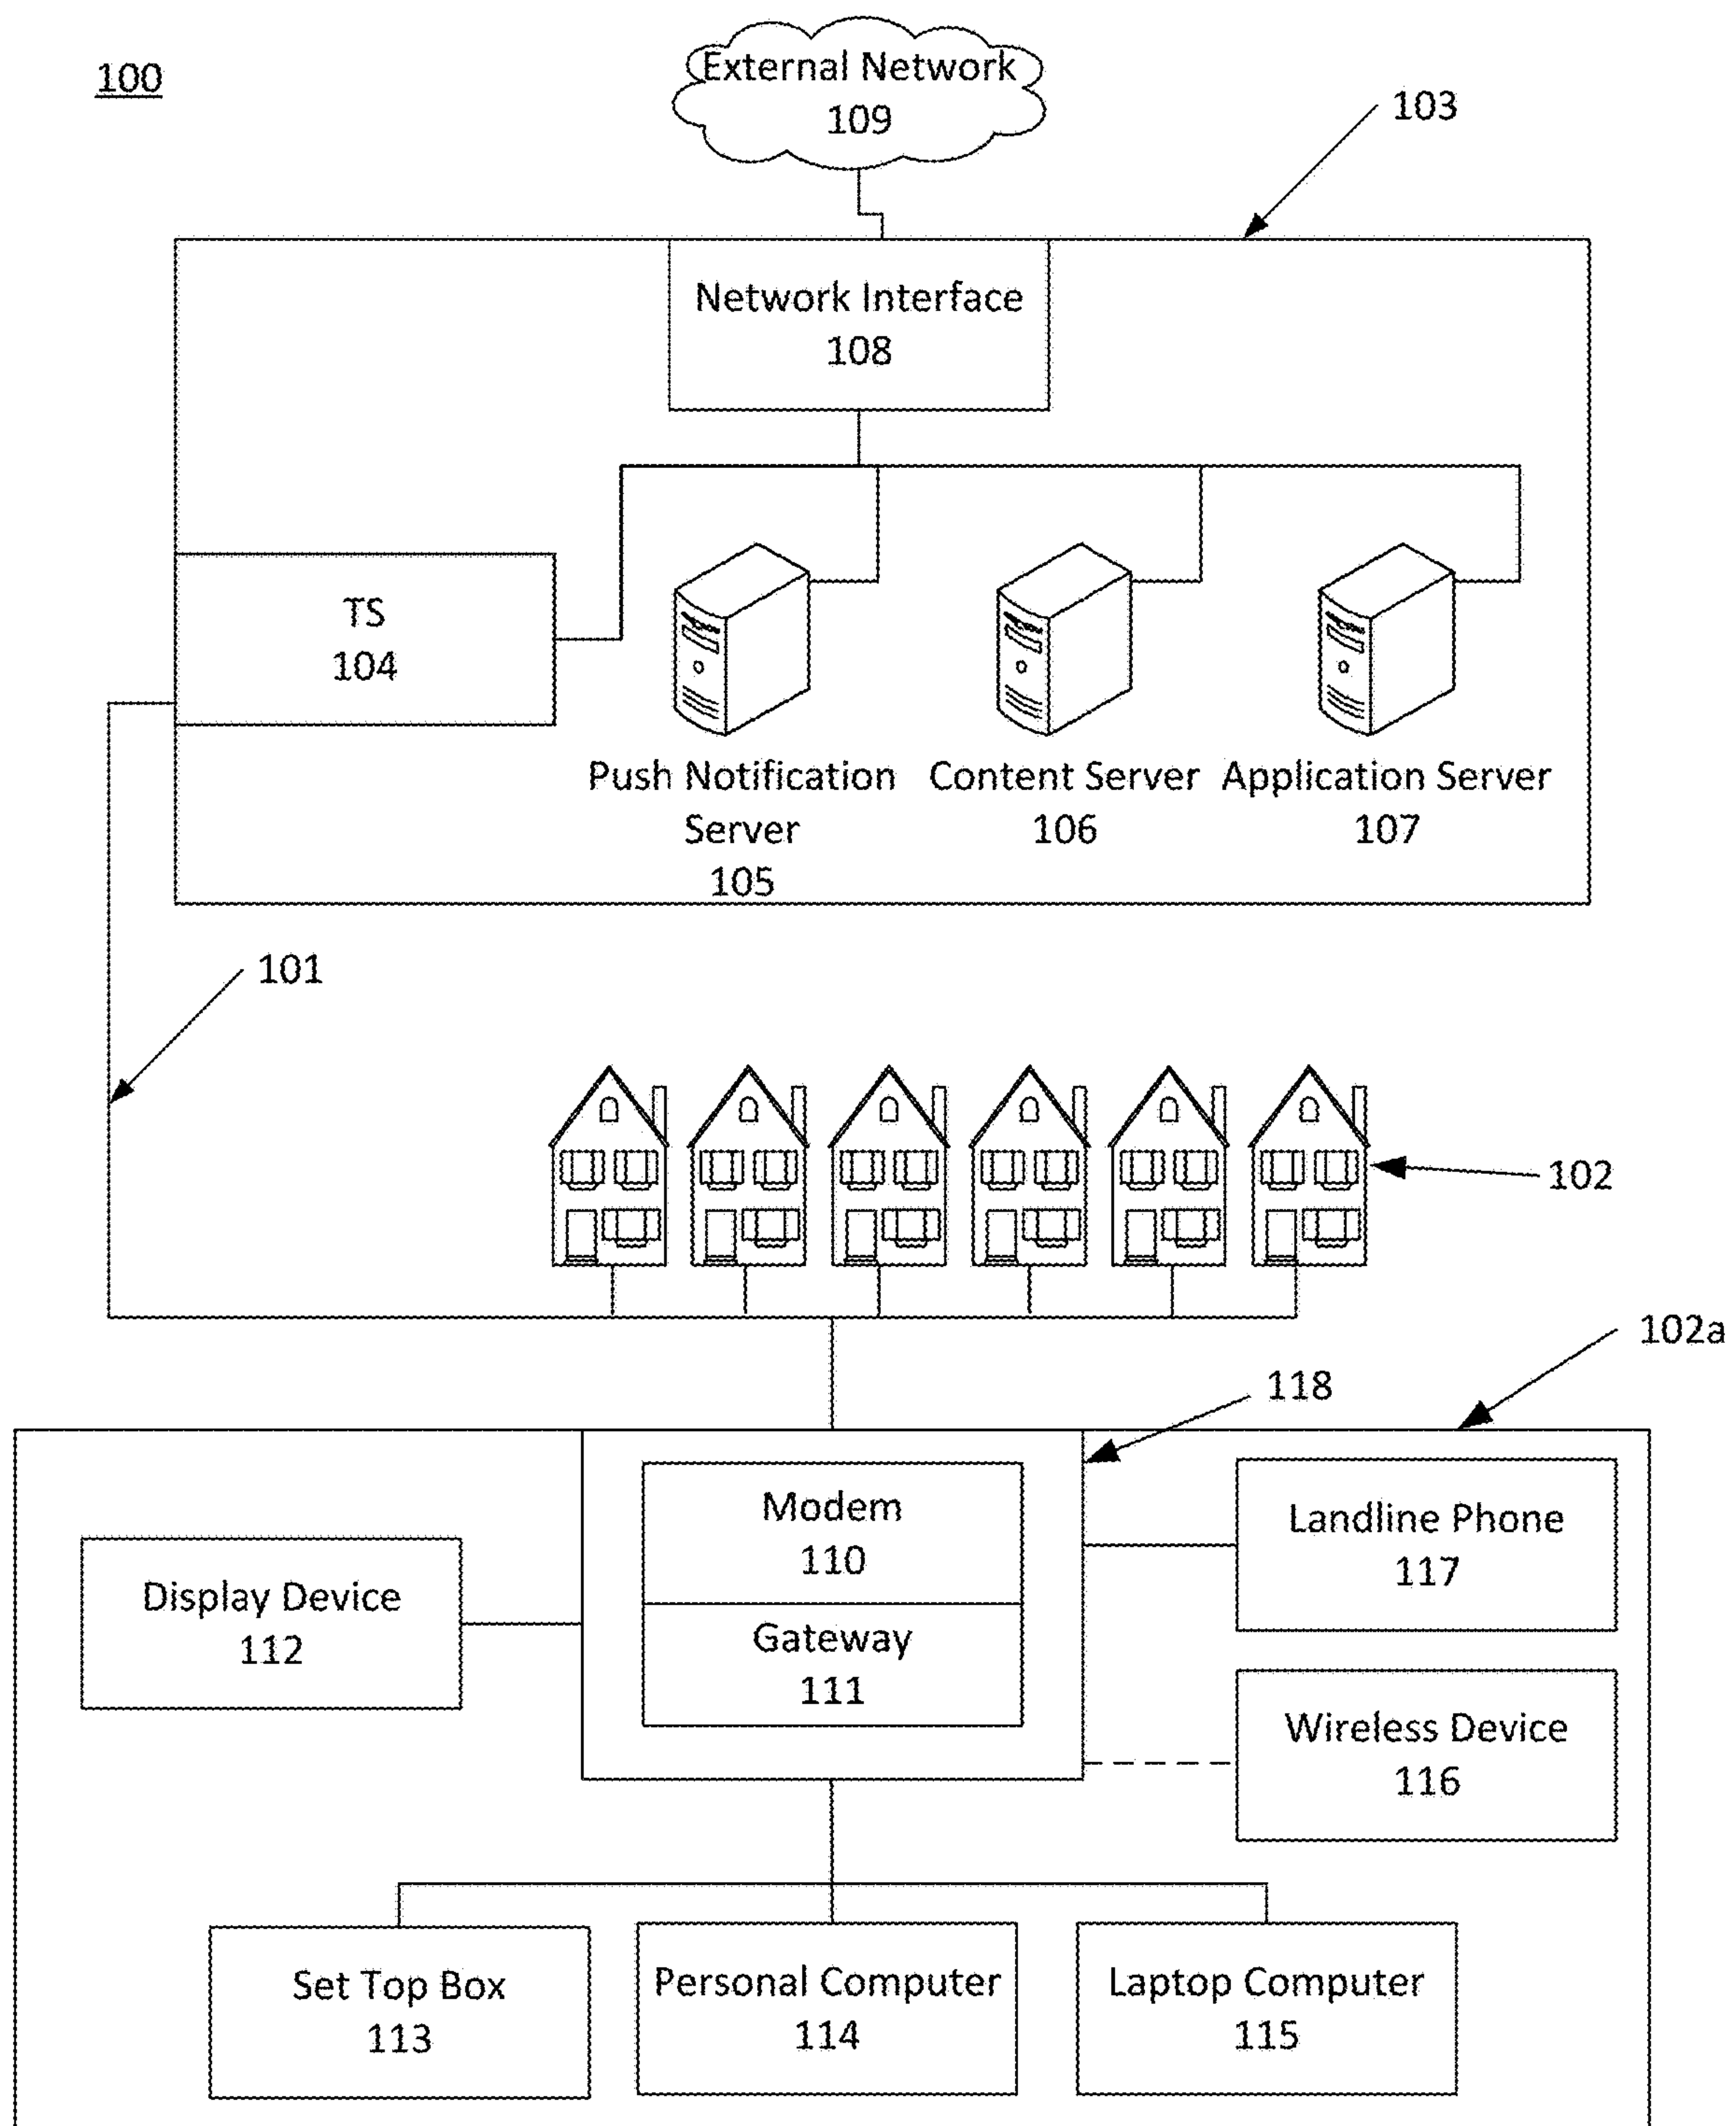 100
External Network
109
103
Network Interface
108
TS
104
Push Notification
Server
105
Content Server
106
Application Server
107
101
102
102a
118
Modem
110
Gateway
111
Display Device
112
Landline Phone
117
Wireless Device
116
Set Top Box
113
Personal Computer
114
Laptop Computer
115